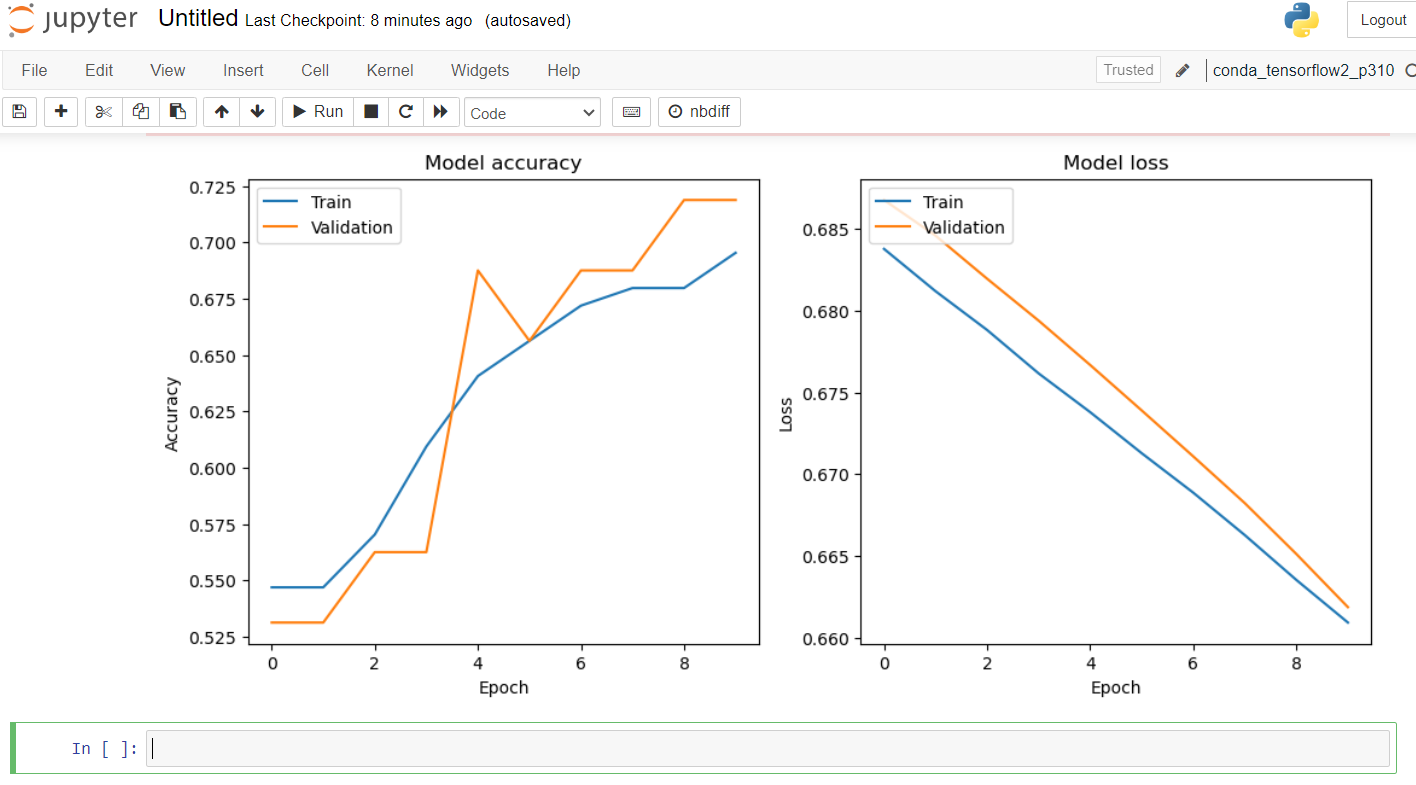 jupyter Untitled Last Checkpoint: 8 minutes ago (autosaved) Logout
File Edit View Insert Cell Kernel Widgets Help Trusted conda_tensorflow2_p310
Run Code nbdiff
Model accuracy
Train
Validation
0.725
0.700
0.675
0.650
0.625
0.600
0.575
0.550
0.525
Accuracy
0 2 4 6 8
Epoch
Model loss
Train
Validation
0.685
0.680
0.675
0.670
0.665
0.660
Loss
0 2 4 6 8
Epoch
In [ ]: